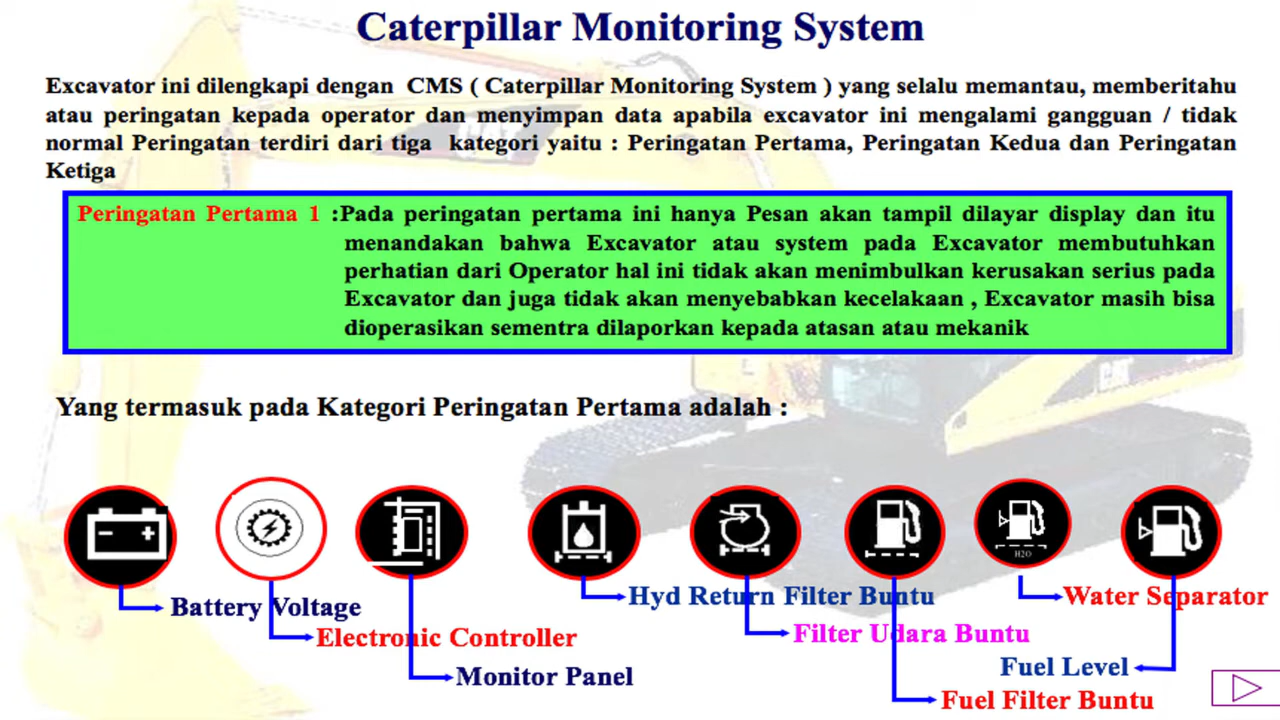 Caterpillar Monitoring System
Excavator ini dilengkapi dengan CMS ( Caterpillar Monitoring System ) yang selalu memantau, memberitahu
atau peringatan kepada operator dan menyimpan data apabila excavator ini mengalami gangguan / tidak
normal Peringatan terdiri dari tiga kategori yaitu : Peringatan Pertama, Peringatan Kedua dan Peringatan
Ketiga
Peringatan Pertama 1 :Pada peringatan pertama ini hanya Pesan akan tampil dilayar display dan itu
menandakan bahwa Excavator atau system pada Excavator membutuhkan
perhatian dari Operator hal ini tidak akan menimbulkan kerusakan serius pada
Excavator dan juga tidak akan menyebabkan kecelakaan , Excavator masih bisa
dioperasikan sementra dilaporkan kepada atasan atau mekanik
Yang termasuk pada Kategori Peringatan Pertama adalah :
H2O
Battery Voltage
Hyd Return Filter Buntu
Water Separator
Electronic Controller
Filter Udara Buntu
Monitor Panel
Fuel Level
Fuel Filter Buntu